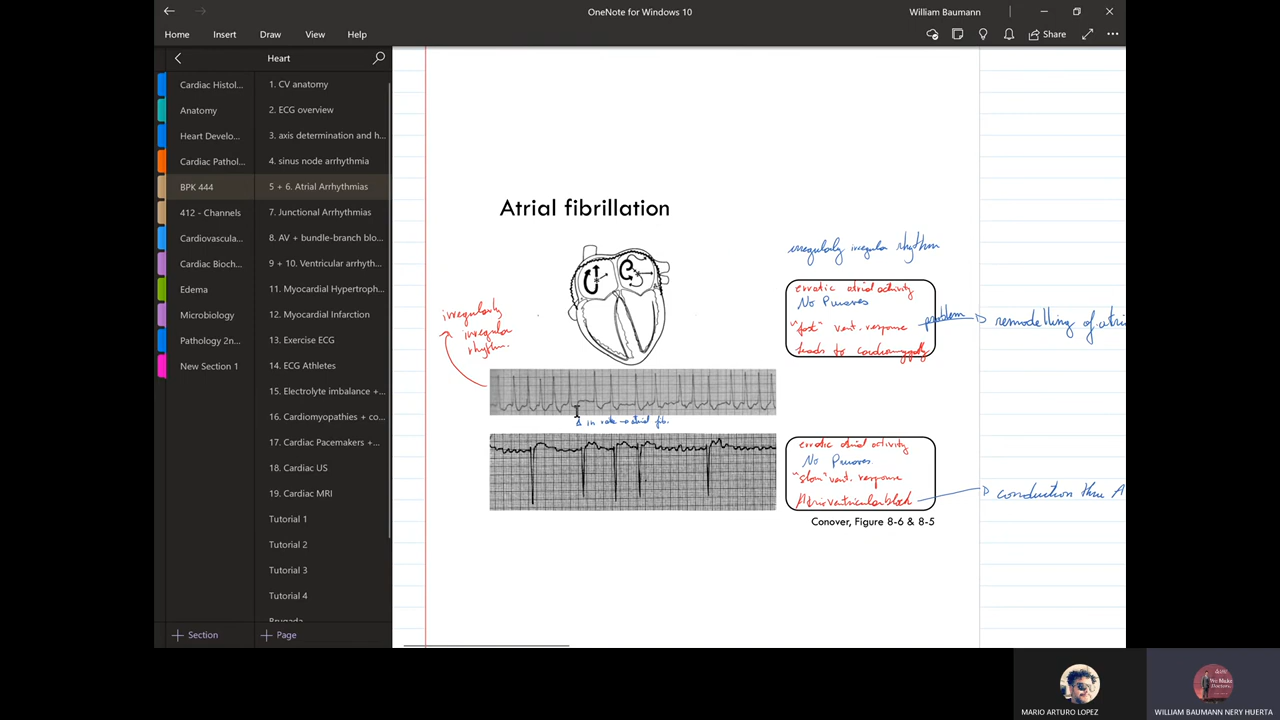 OneNote for Windows 10
William Baumann
Home Insert Draw View Help
Share
Heart
Cardiac Histol...
Anatomy
Heart Develo...
Cardiac Pathol...
BPK 444
412 - Channels
Cardiovascula...
Cardiac Bioch...
Edema
Microbiology
Pathology 2n...
New Section 1
1. CV anatomy
2. ECG overview
3. axis determination and h...
4. sinus node arrhythmia
5 + 6. Atrial Arrhythmias
7. Junctional Arrhythmias
8. AV + bundle-branch blo...
9 + 10. Ventricular arryth...
11. Myocardial Hypertroph...
12. Myocardial Infarction
13. Exercise ECG
14. ECG Athletes
15. Electrolyte imbalance +...
16. Cardiomyopathies + co...
17. Cardiac Pacemakers +...
18. Cardiac US
19. Cardiac MRI
Tutorial 1
Tutorial 2
Tutorial 3
Tutorial 4
Brugada
+ Section
+ Page
Atrial fibrillation
irregularly irregular rhythm
irregularly
irregular
rhythm.
erratic atrial activity
No P waves
"fast" vent. response
leads to cardiomegally
problem
remodelling of atri
Δ in rate → atrial fib.
erratic atrial activity
No P waves.
"slow" vent. response
Atrioventricular block
conduction thru A
Conover, Figure 8-6 & 8-5
MARIO ARTURO LOPEZ
WILLIAM BAUMANN NERY HUERTA